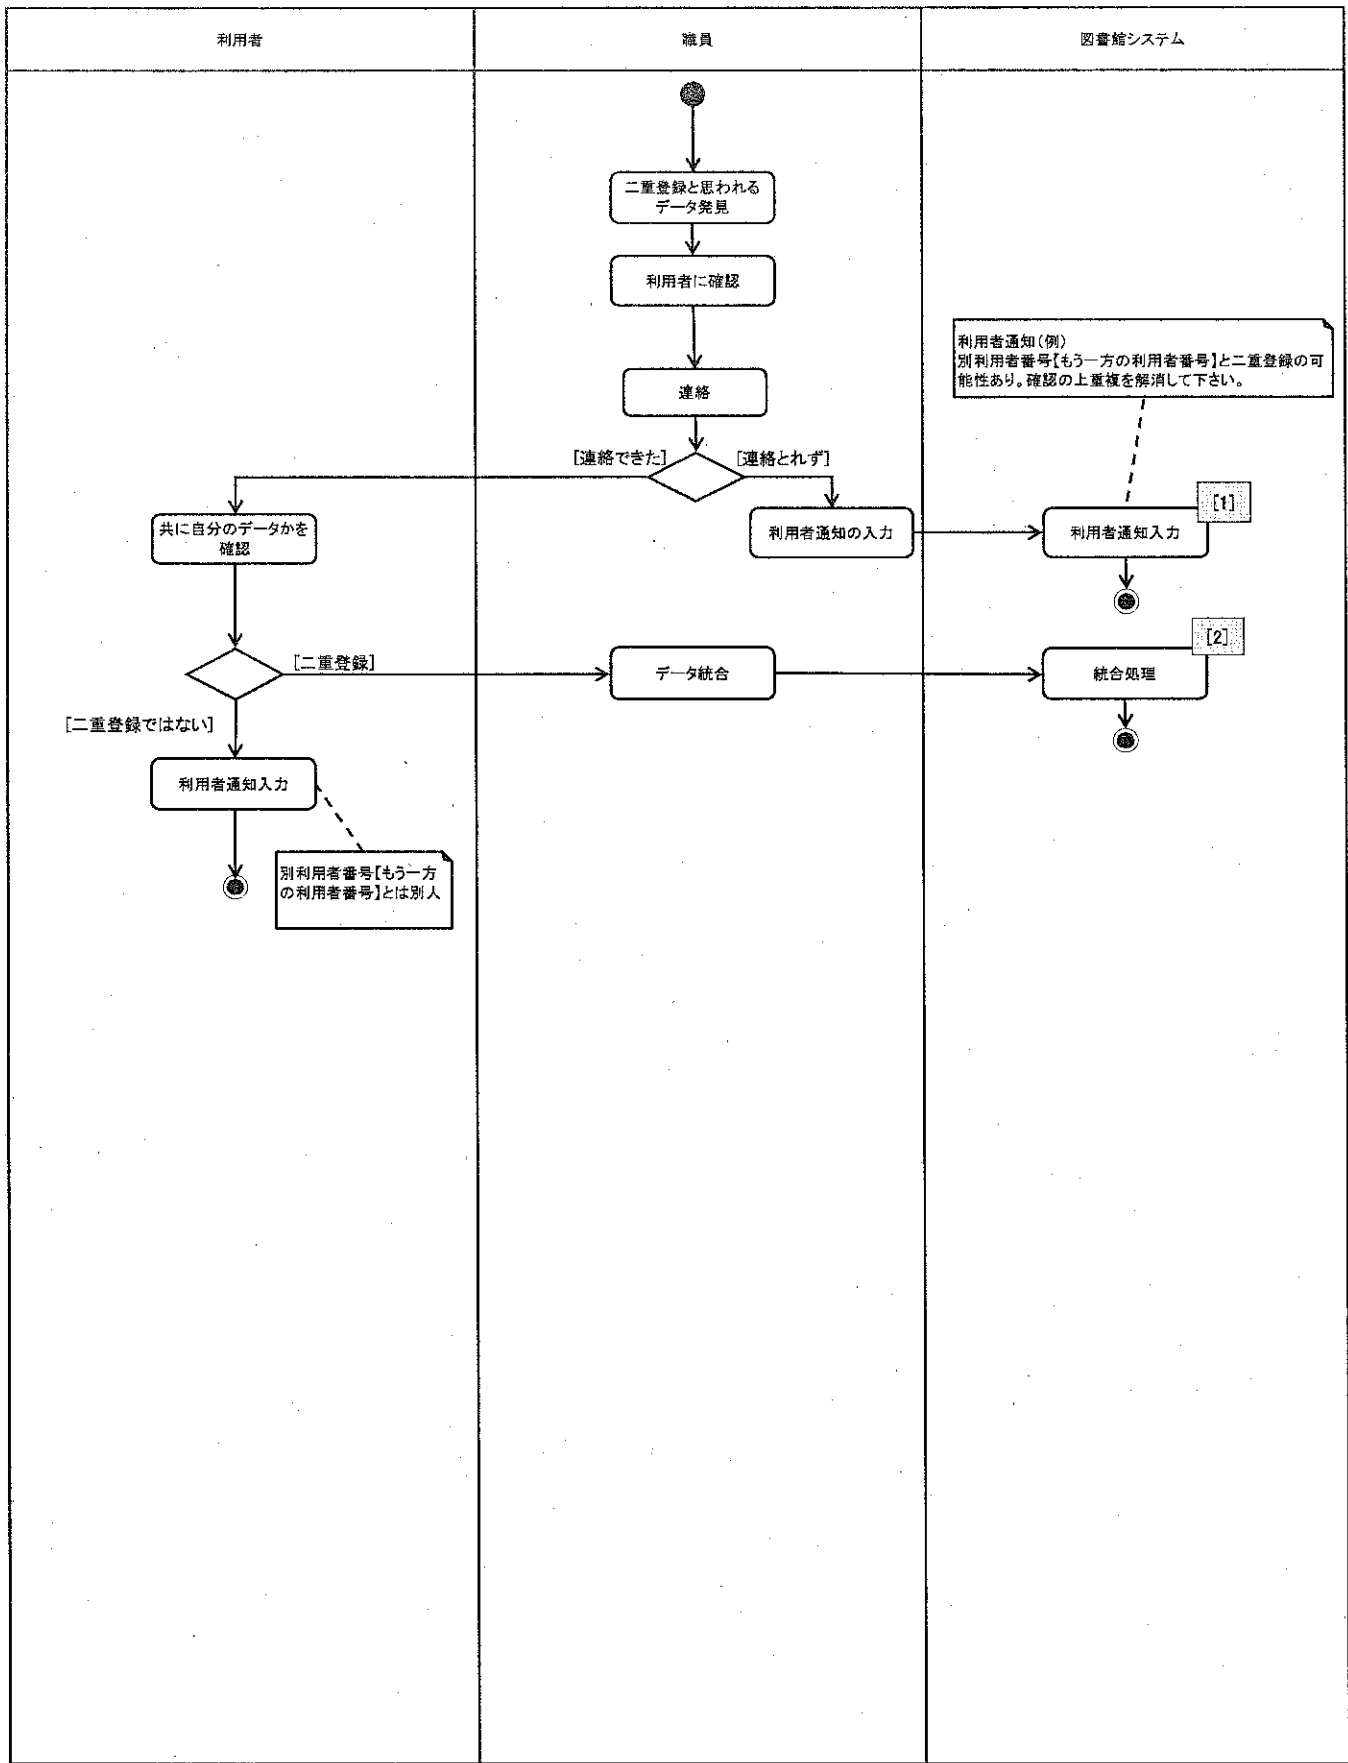 利用者
職員
図書館システム
二重登録と思われる
データ発見
利用者に確認
利用者通知(例)
別利用者番号【もう一方の利用者番号】と二重登録の可
能性あり。確認の上重複を解消して下さい。
連絡
[連絡できた]
[連絡とれず]
共に自分のデータかを
確認
利用者通知の入力
利用者通知入力
[1]
[二重登録]
データ統合
統合処理
[2]
[二重登録ではない]
利用者通知入力
別利用者番号【もう一方
の利用者番号】とは別人